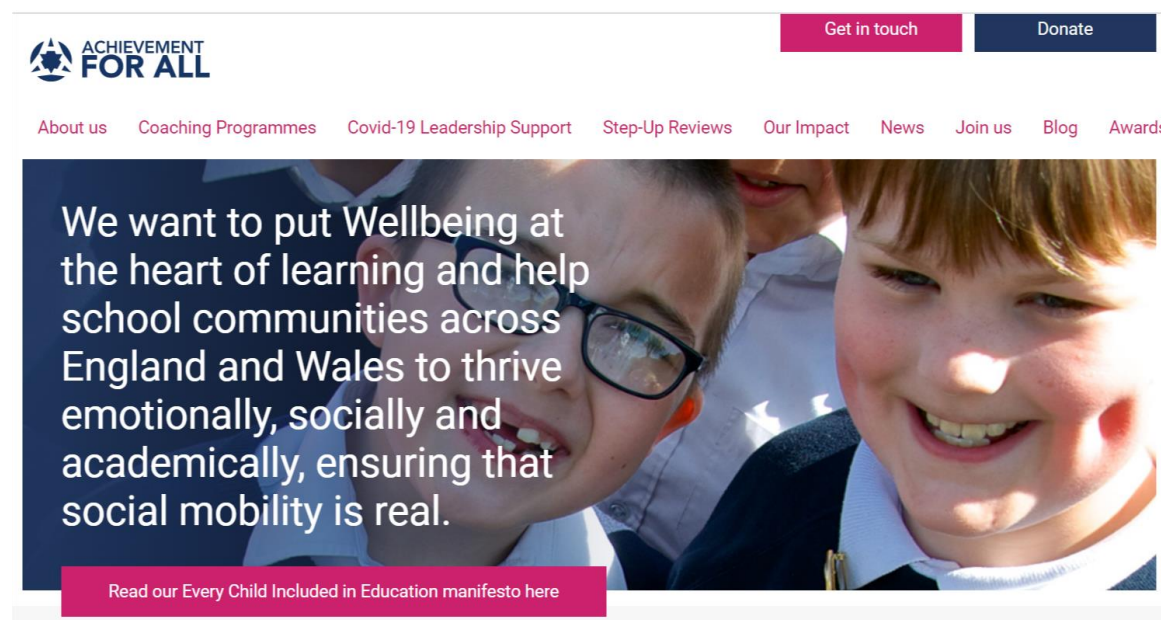 Get in touch
Donate
ACHIEVEMENT
FOR ALL
About us
Coaching Programmes
Covid-19 Leadership Support
Step-Up Reviews
Our Impact
News
Join us
Blog
Awards
We want to put Wellbeing at
the heart of learning and help
school communities across
England and Wales to thrive
emotionally, socially and
academically, ensuring that
social mobility is real.
Read our Every Child Included in Education manifesto here